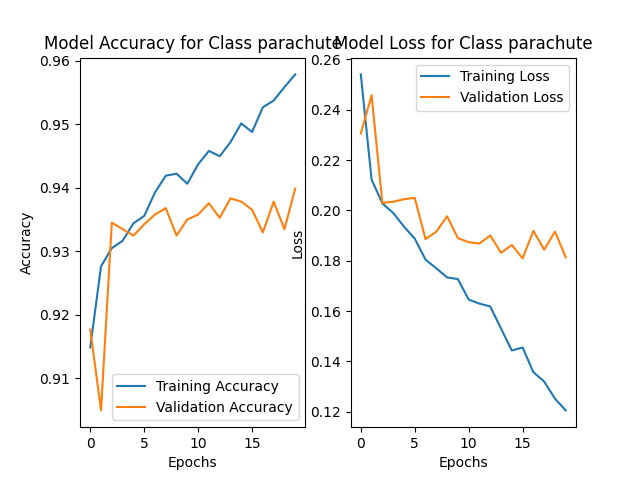 Model Accuracy for Class parachute
0.96
0.95
0.94
0.93
0.92
0.91
Accuracy
0
5
10
15
Epochs
Training Accuracy
Validation Accuracy
Model Loss for Class parachute
0.26
0.24
0.22
0.20
0.18
0.16
0.14
0.12
Loss
0
5
10
15
Epochs
Training Loss
Validation Loss